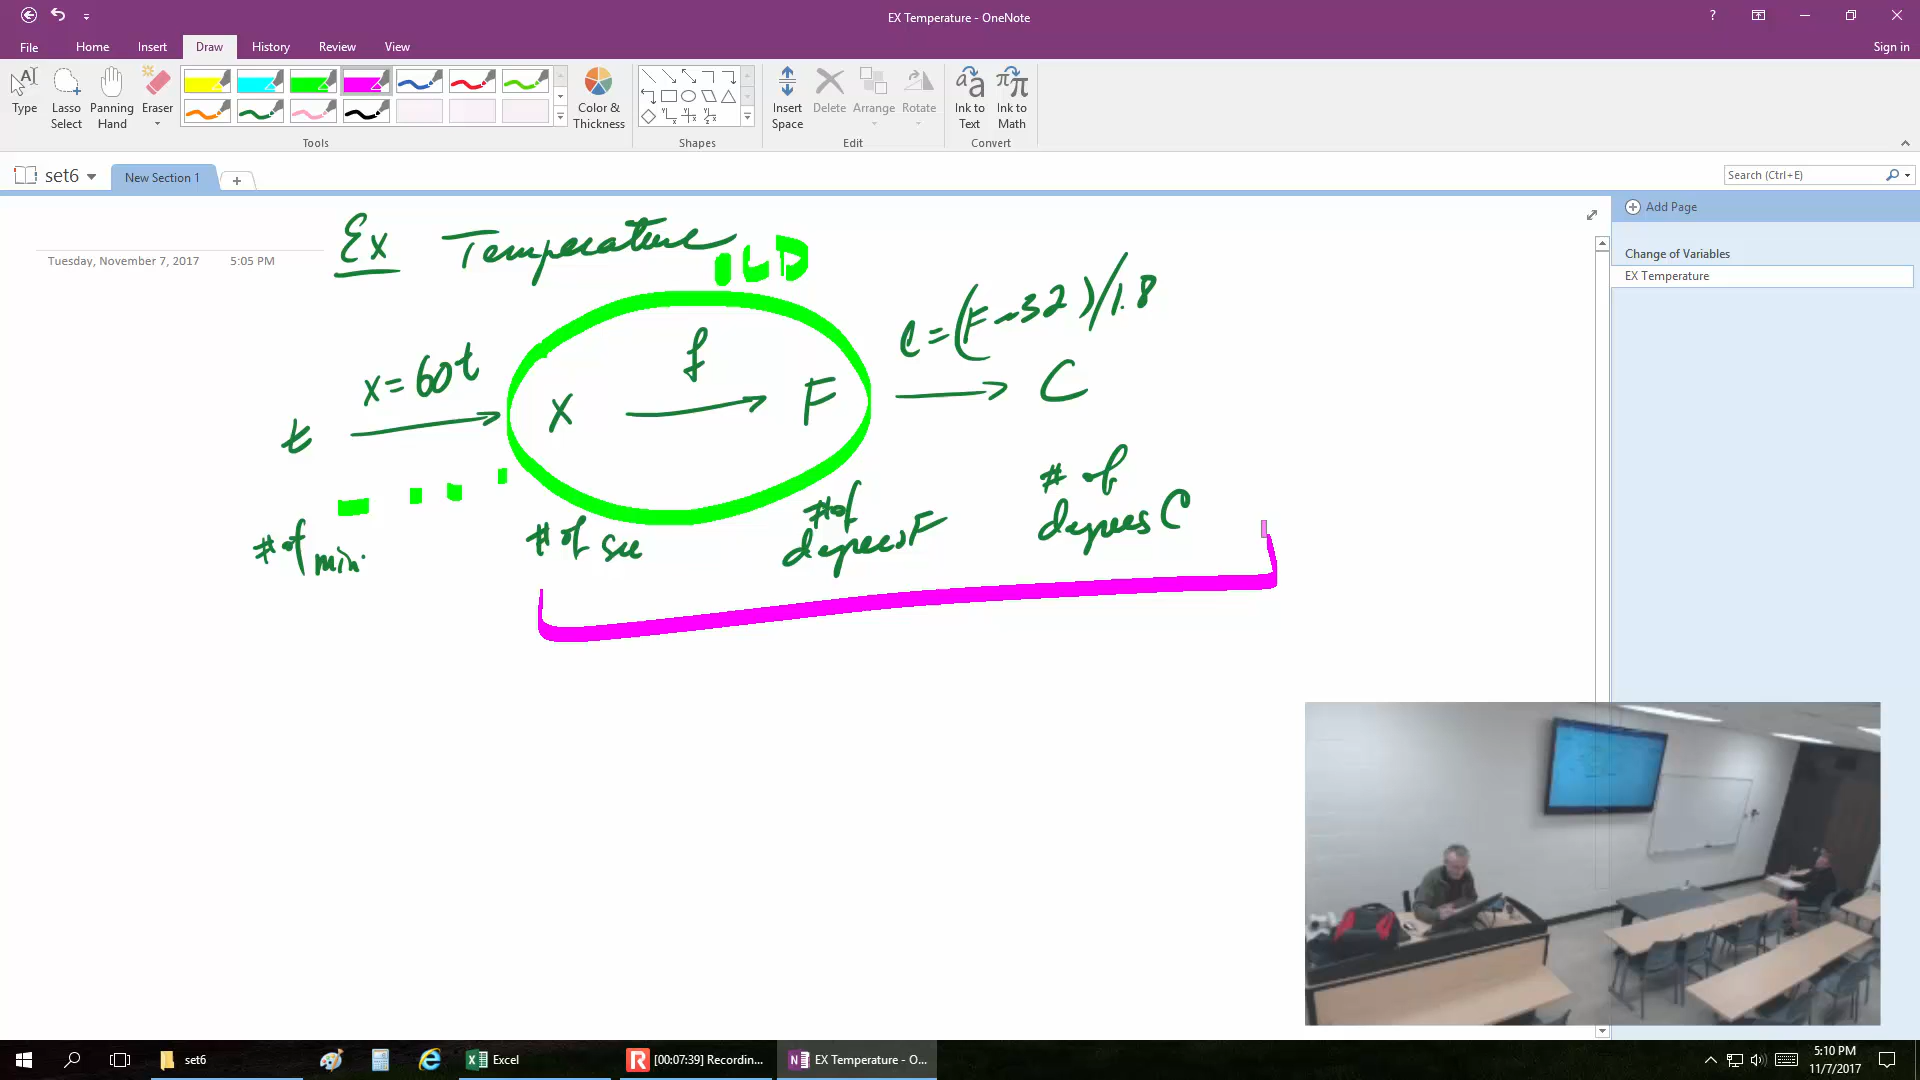 EX Temperature - OneNote
?
File
Home
Insert
Draw
History
Review
View
Sign in
Type
Lasso Select
Panning Hand
Eraser
Color & Thickness
Insert Space
Delete
Arrange
Rotate
Ink to Text
Ink to Math
Tools
Shapes
Edit
Convert
set6
New Section 1
Search (Ctrl+E)
Add Page
Change of Variables
EX Temperature
Tuesday, November 7, 2017
5:05 PM
Ex Temperature
OLD
x = 60t
f
C = (F - 32)/1.8
t
X
F
C
# of min
# of sec
# of degrees F
# of degrees C
set6
Excel
[00:07:39] Recordin...
EX Temperature - O...
5:10 PM
11/7/2017